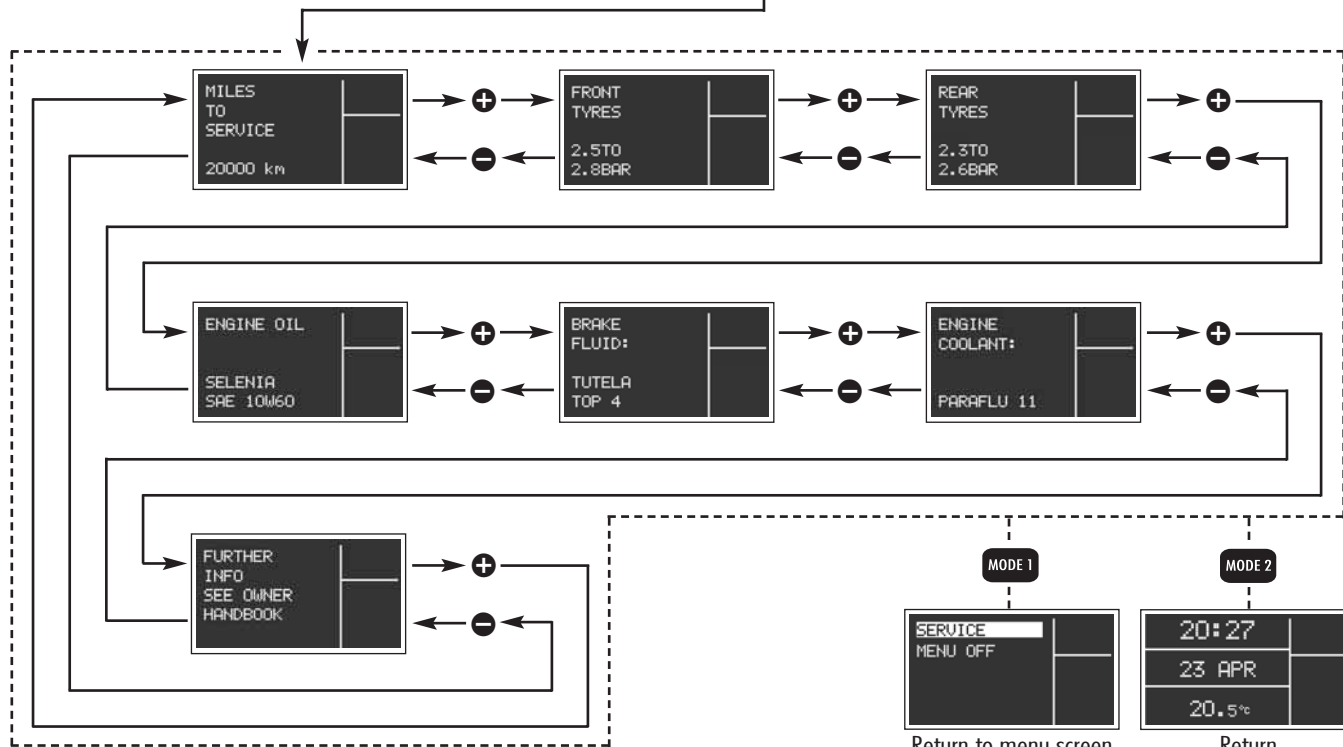 MILES
TO
SERVICE
20000 km
FRONT
TYRES
2.5TO
2.8BAR
REAR
TYRES
2.3TO
2.6BAR
ENGINE OIL
SELENIA
SAE 10W60
BRAKE
FLUID:
TUTELA
TOP 4
ENGINE
COOLANT:
PARAFLU 11
FURTHER
INFO
SEE OWNER
HANDBOOK
MODE 1
MODE 2
SERVICE
MENU OFF
20:27
23 APR
20.5°c
Return to menu screen
Return